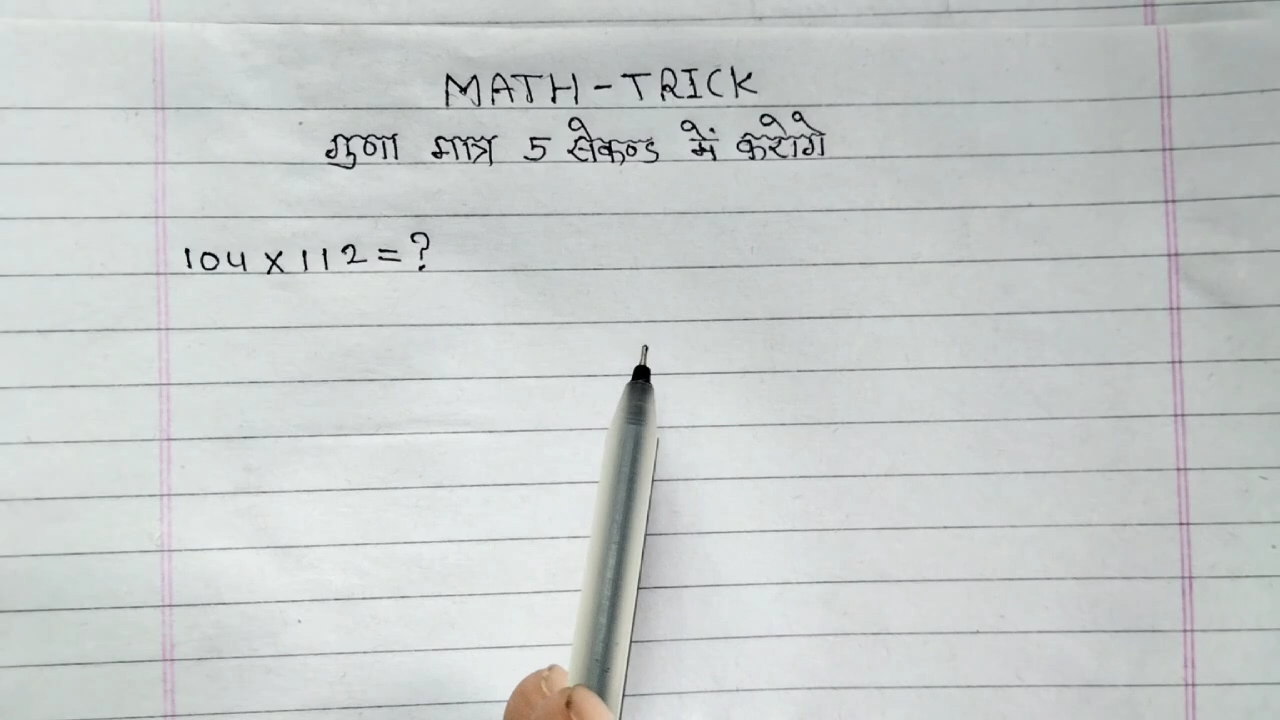 MATH-TRICK
गुणा मात्र 5 सेकण्ड में करोगे
104 x 112 = ?